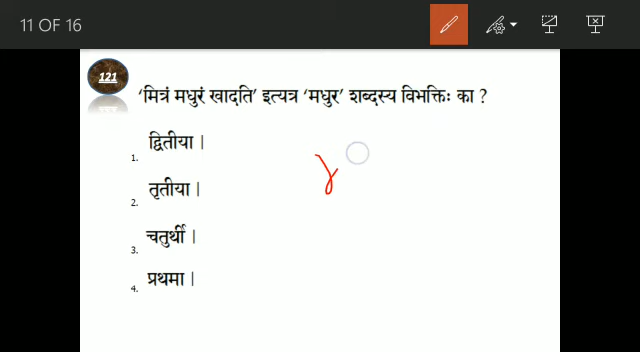 11 OF 16
121
'मित्रं मधुरं खादति' इत्यत्र 'मधुर' शब्दस्य विभक्तिः का ?
1. द्वितीया |
2. तृतीया |
3. चतुर्थी |
4. प्रथमा |